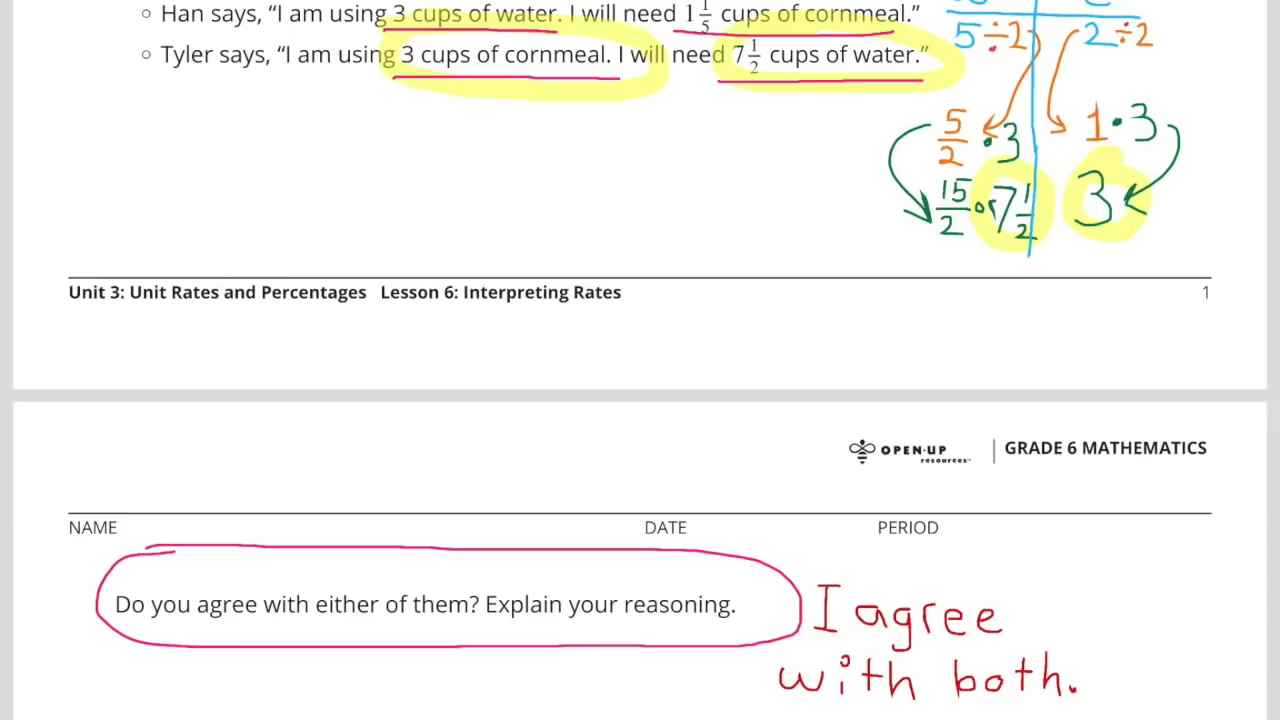 ◦ Han says, “I am using 3 cups of water. I will need 1 1/5 cups of cornmeal.”
◦ Tyler says, “I am using 3 cups of cornmeal. I will need 7 1/2 cups of water.”
5 ÷ 2 2 ÷ 2
5/2 · 3 1 · 3
15/2 · 7 1/2 3
Unit 3: Unit Rates and Percentages Lesson 6: Interpreting Rates 1
OPEN-UP resources™ GRADE 6 MATHEMATICS
NAME DATE PERIOD
Do you agree with either of them? Explain your reasoning.
I agree
with both.